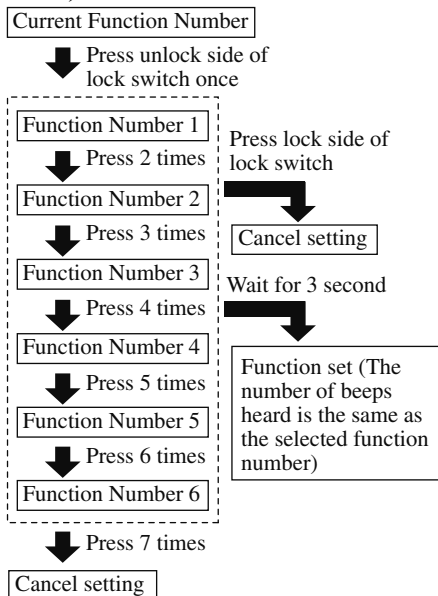 Current Function Number
Press unlock side of
lock switch once
Function Number 1
Press 2 times
Function Number 2
Press 3 times
Function Number 3
Press 4 times
Function Number 4
Press 5 times
Function Number 5
Press 6 times
Function Number 6
Press 7 times
Cancel setting
Press lock side of
lock switch
Cancel setting
Wait for 3 second
Function set (The
number of beeps
heard is the same as
the selected function
number)